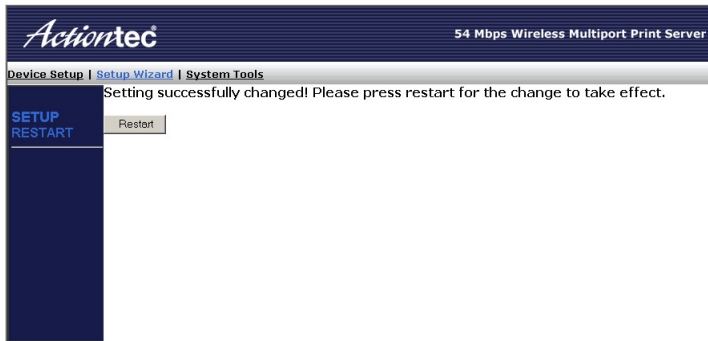 Actiontec
54 Mbps Wireless Multiport Print Server
Device Setup | Setup Wizard | System Tools
Setting successfully changed! Please press restart for the change to take effect.
SETUP
RESTART
Restart